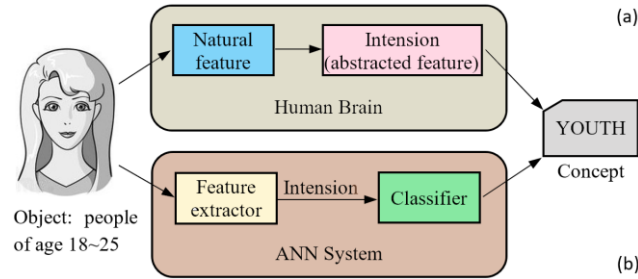 (a)
Natural
feature
Intension
(abstracted feature)
Human Brain
YOUTH
Concept
Feature
extractor
Intension
Classifier
ANN System
Object: people
of age 18~25
(b)